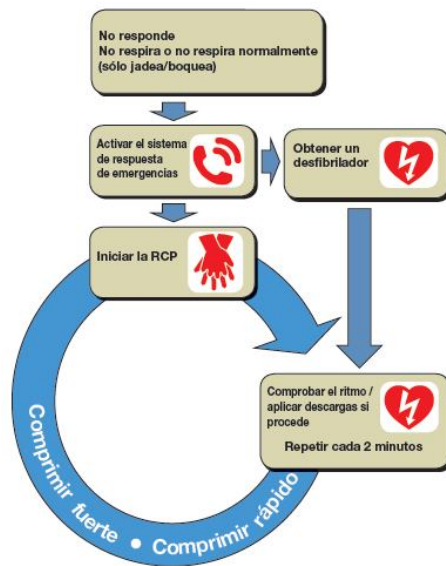 No responde
No respira o no respira normalmente
(sólo jadea/boquea)
Activar el sistema
de respuesta
de emergencias
Obtener un
desfibrilador
Iniciar la RCP
Comprobar el ritmo /
aplicar descargas si
procede
Repetir cada 2 minutos
Comprimir fuerte • Comprimir rápido